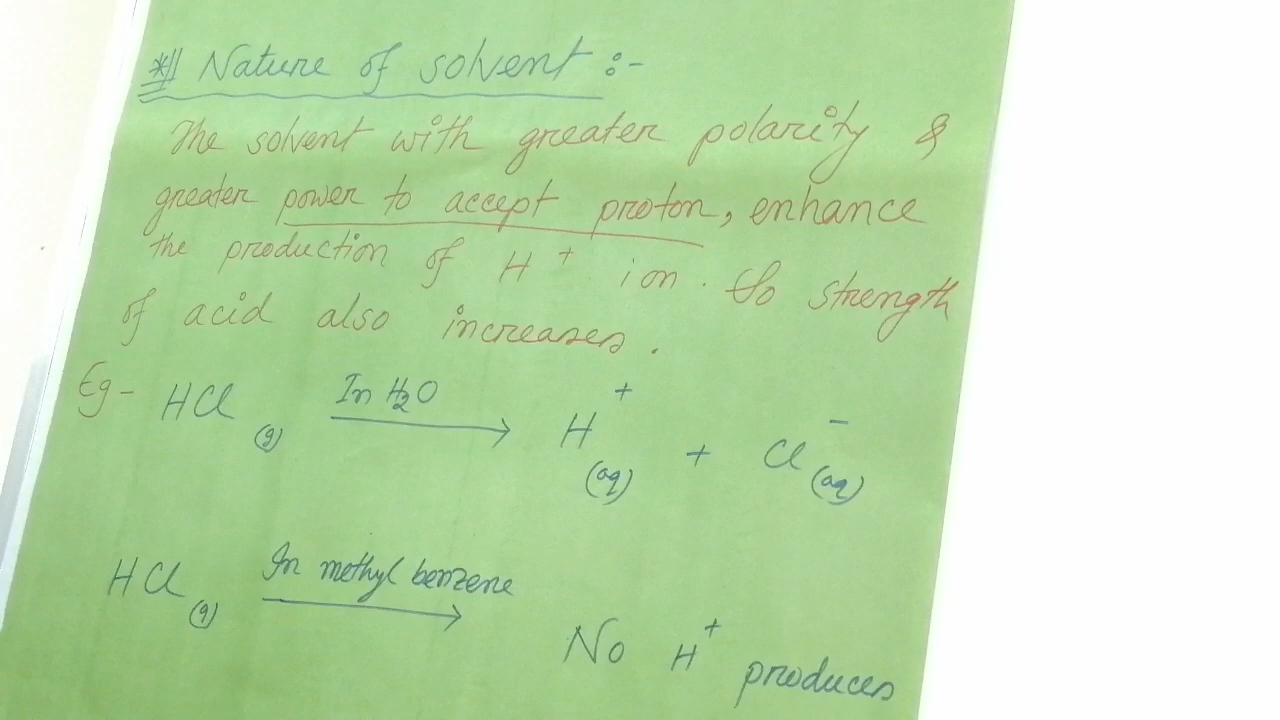 *|| Nature of solvent :-
The solvent with greater polarity &
greater power to accept proton, enhance
the production of H⁺ ion. So strength
of acid also increases.
Eg- HCl (g) In H₂O → H⁺ (aq) + Cl⁻ (aq)
HCl (g) In methyl benzene → No H⁺ produces